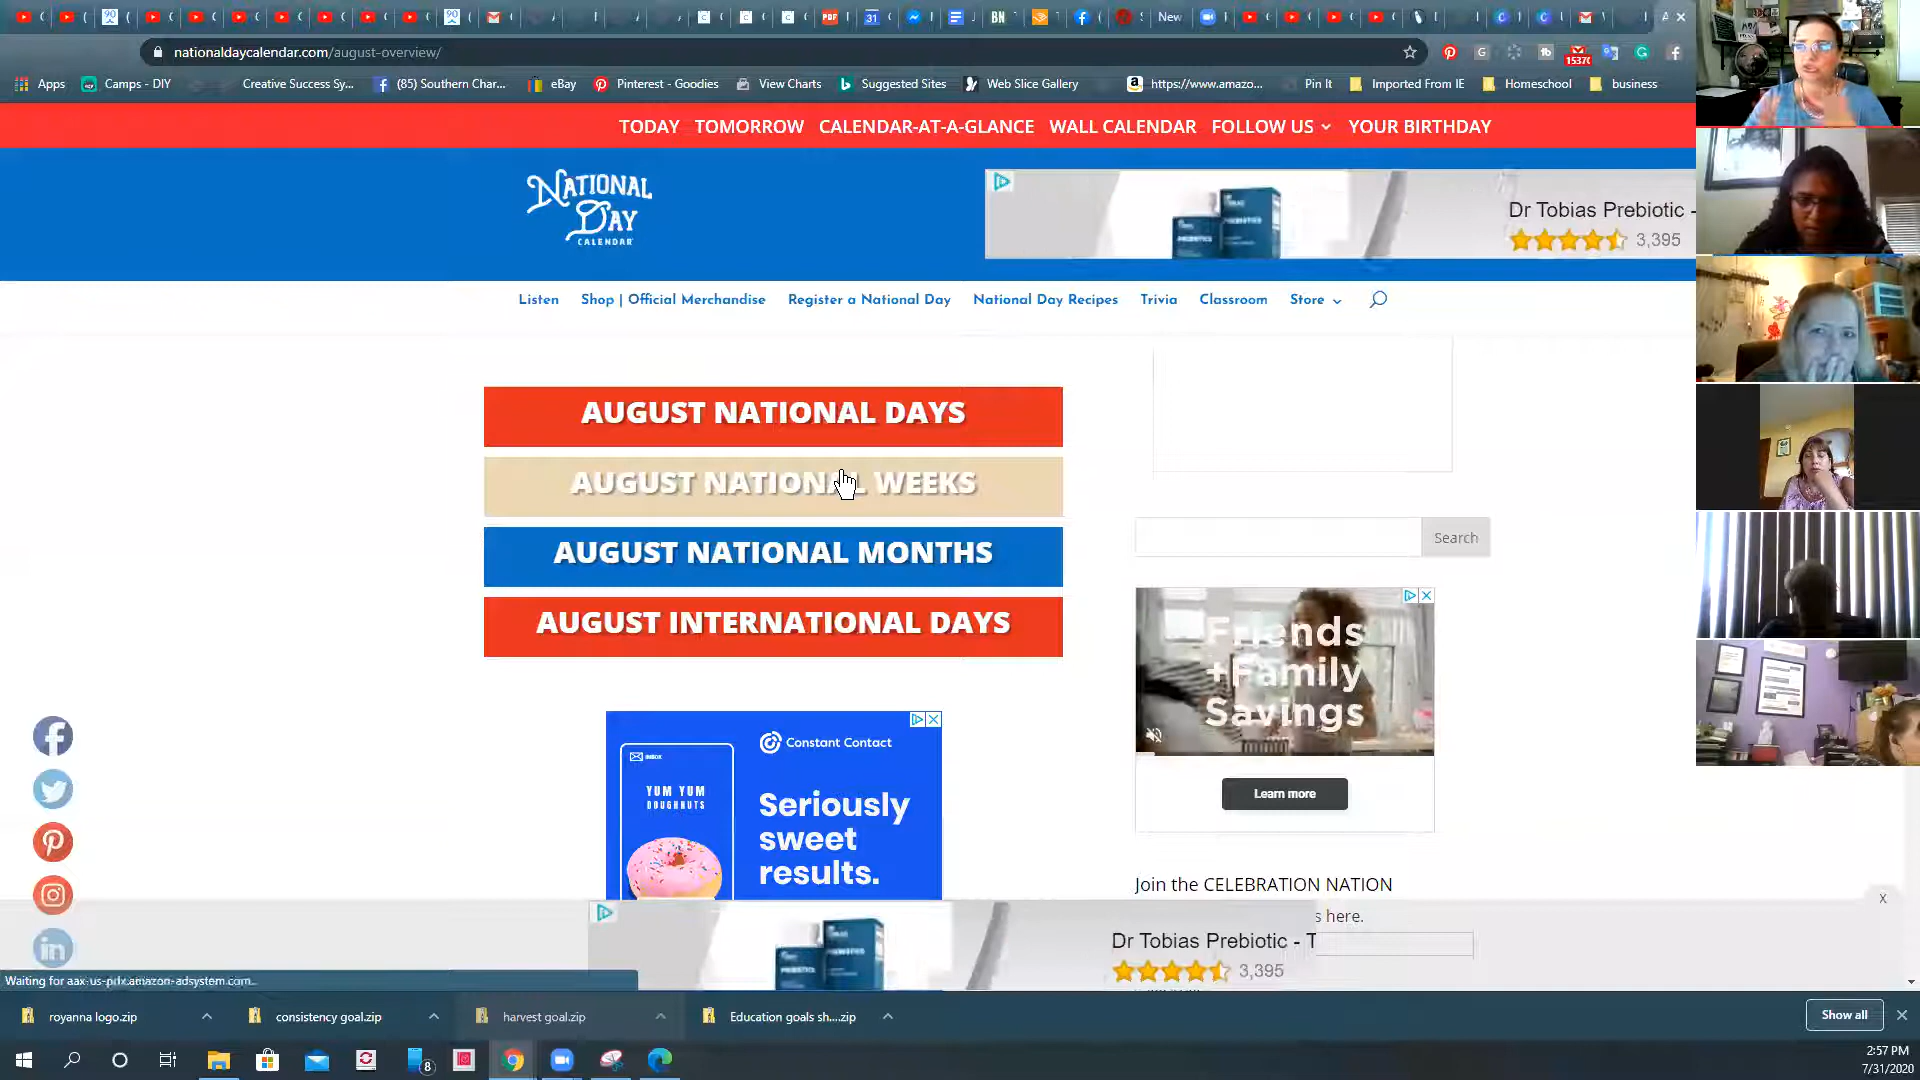 New
nationaldaycalendar.com/august-overview/
1537(
Apps
Camps - DIY
Creative Success Sy...
(85) Southern Char...
eBay
Pinterest - Goodies
View Charts
Suggested Sites
Web Slice Gallery
https://www.amazo...
Pin It
Imported From IE
Homeschool
business
TODAY TOMORROW CALENDAR-AT-A-GLANCE WALL CALENDAR FOLLOW US YOUR BIRTHDAY
NATIONAL
DAY
CALENDAR
Dr Tobias Prebiotic -
3,395
Listen Shop | Official Merchandise Register a National Day National Day Recipes Trivia Classroom Store
AUGUST NATIONAL DAYS
AUGUST NATIONAL WEEKS
AUGUST NATIONAL MONTHS
AUGUST INTERNATIONAL DAYS
Search
Friends
+Family
Savings
Learn more
Constant Contact
INBOX
YUM YUM
DOUGHNUTS
Seriously
sweet
results.
Join the CELEBRATION NATION
s here.
X
Dr Tobias Prebiotic - T
3,395
Waiting for aax-us-pdx.amazon-adsystem.com...
royanna logo.zip
consistency goal.zip
harvest goal.zip
Education goals sh....zip
Show all
8
2:57 PM
7/31/2020